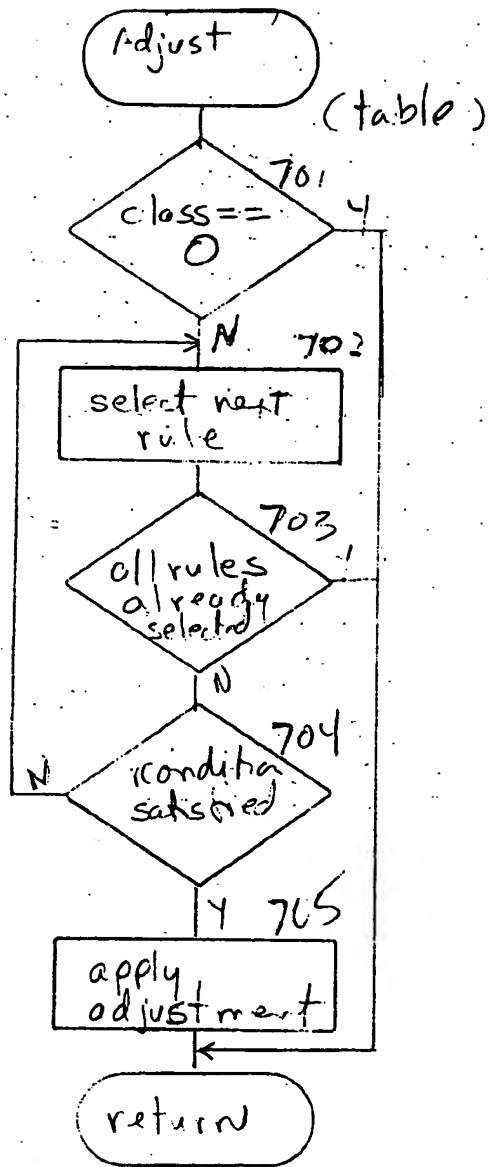 Adjust
(table)
701
class==
0
Y
N
702
select next
rule
703
all rules
already
selected
N
704
condition
satisfied
N
Y
705
apply
adjustment
return